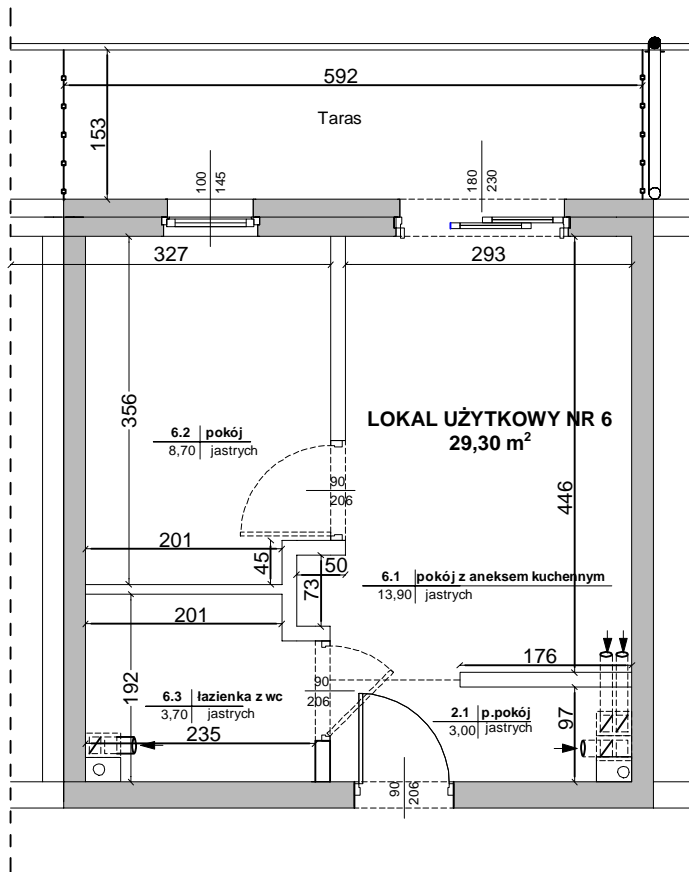 592
153
Taras
100
145
180
230
327
293
356
LOKAL UŻYTKOWY NR 6
29,30 m²
6.2 pokój
8,70 jastrych
446
90
206
201
45
50
73
6.1 pokój z aneksem kuchennym
13,90 jastrych
201
192
176
6.3 łazienka z wc
3,70 jastrych
90
206
2.1 p.pokój
3,00 jastrych
97
235
90
206